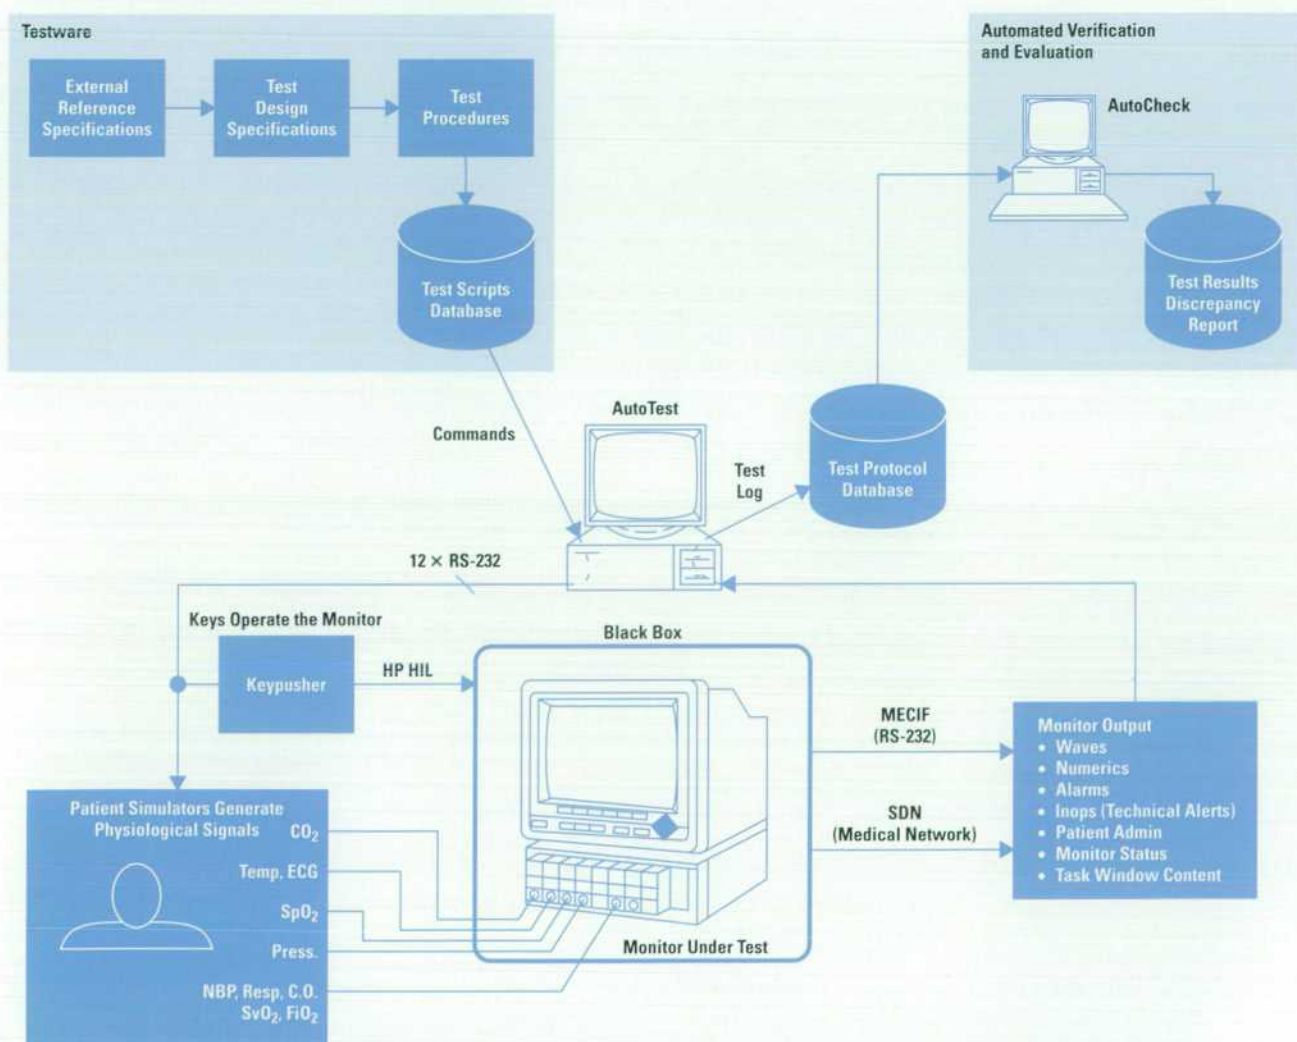 Testware
External
Reference
Specifications
Test
Design
Specifications
Test
Procedures
Test Scripts
Database
Automated Verification
and Evaluation
AutoCheck
Test Results
Discrepancy
Report
Commands
AutoTest
Test
Log
Test Protocol
Database
12 × RS-232
Keys Operate the Monitor
Keypusher
HP HIL
Black Box
Monitor Under Test
MECIF
(RS-232)
SDN
(Medical Network)
Monitor Output
• Waves
• Numerics
• Alarms
• Inops (Technical Alerts)
• Patient Admin
• Monitor Status
• Task Window Content
Patient Simulators Generate
Physiological Signals
CO₂
Temp, ECG
SpO₂
Press.
NBP, Resp, C.O.
SvO₂, FiO₂